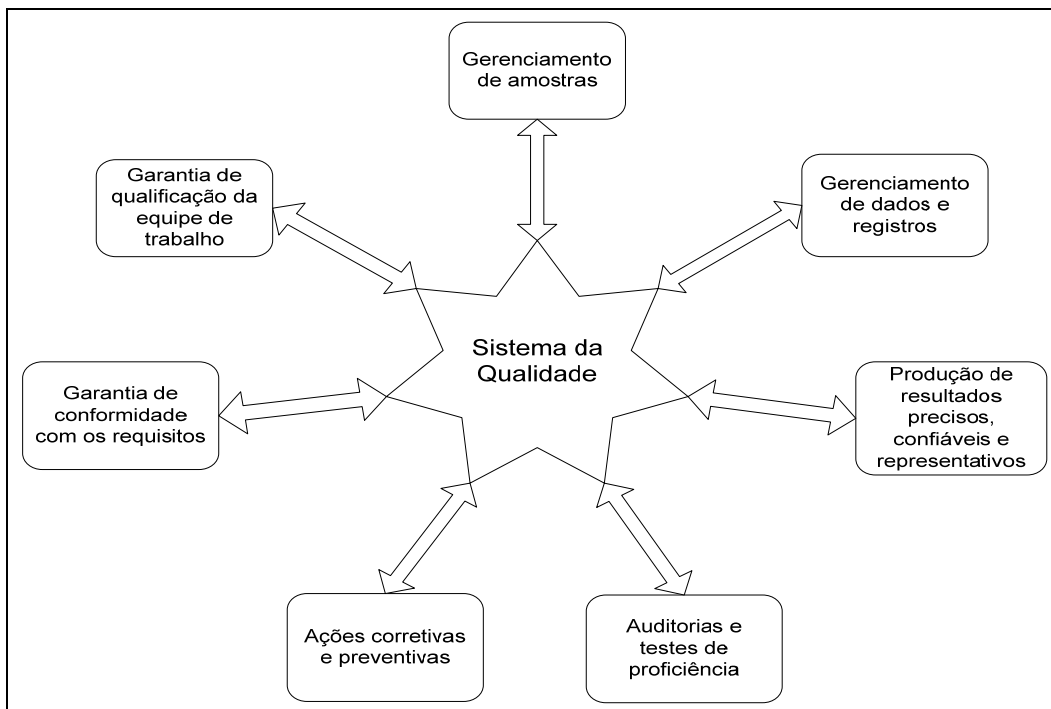 Gerenciamento
de amostras
Garantia de
qualificação da
equipe de
trabalho
Gerenciamento
de dados e
registros
Sistema da
Qualidade
Garantia de
conformidade
com os requisitos
Produção de
resultados
precisos,
confiáveis e
representativos
Ações corretivas
e preventivas
Auditorias e
testes de
proficiência